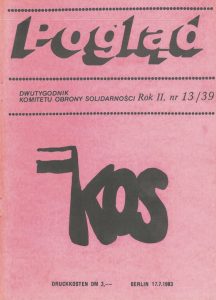 Pogląd
DWUTYGODNIK
KOMITETU OBRONY SOLIDARNOŚCI Rok II, nr 13/39
KOS
DRUCKKOSTEN DM 3,-- BERLIN 17.7.1983